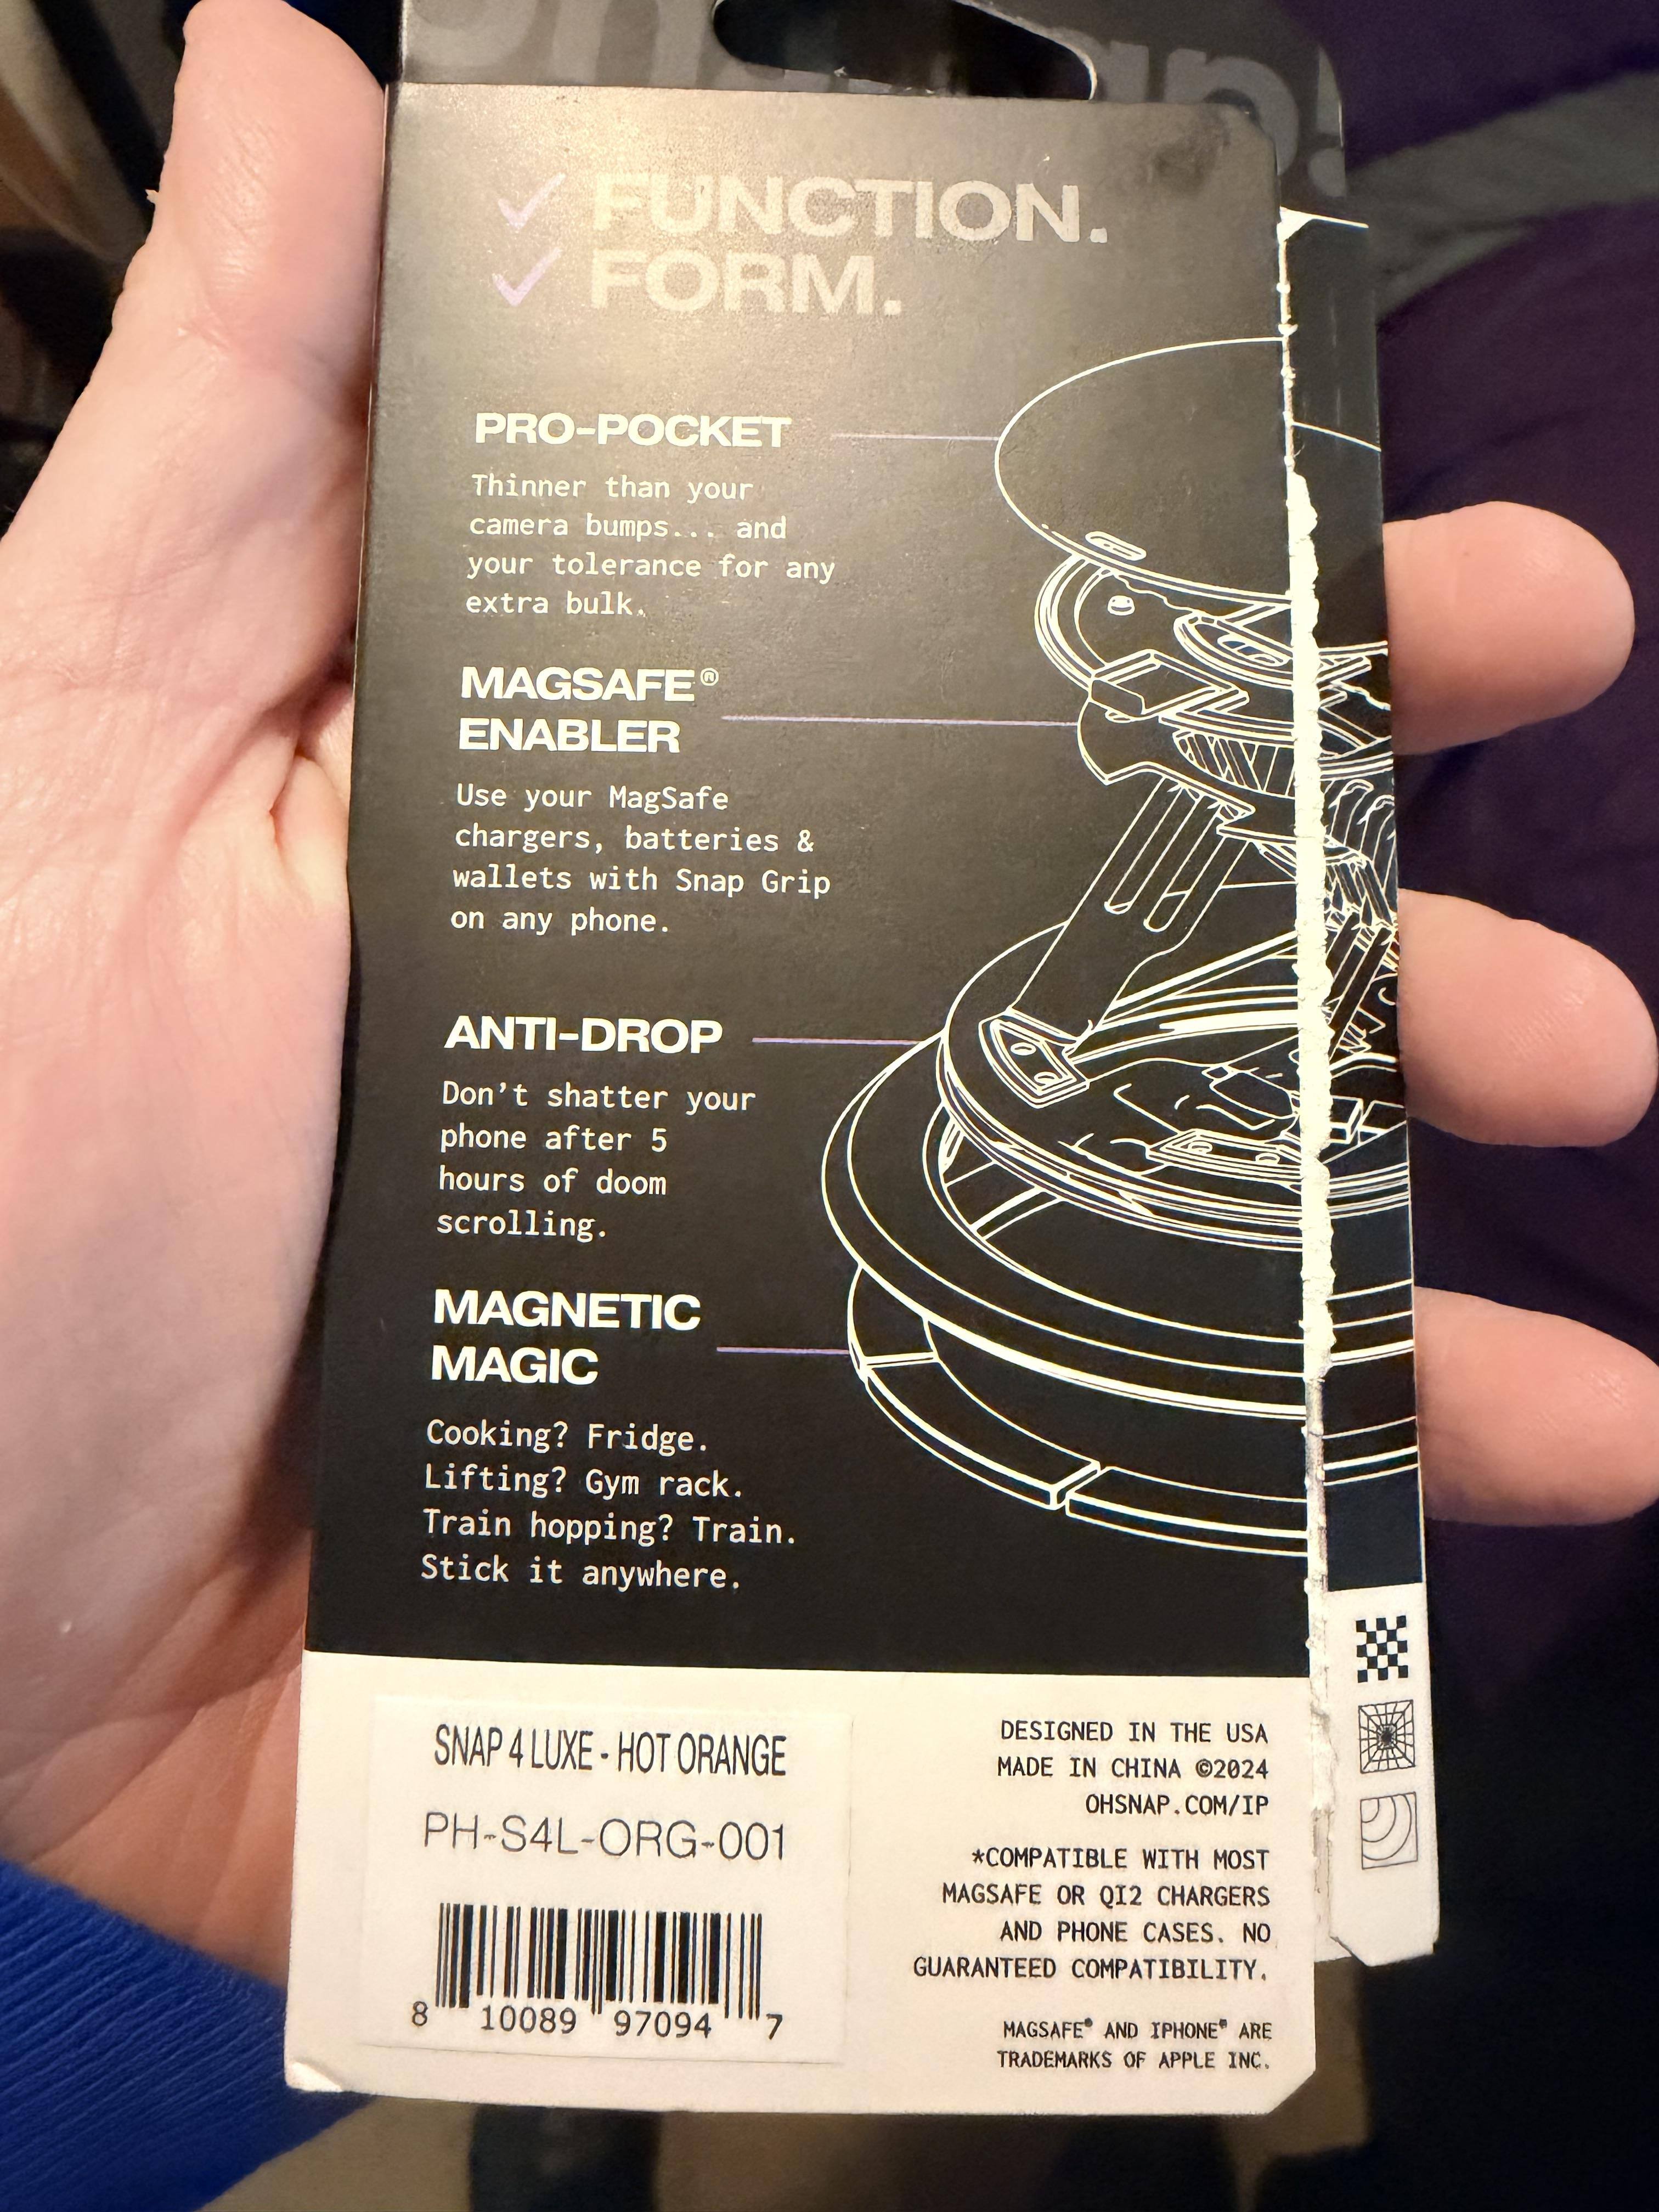 FUNCTION.
FORM.
PRO-POCKET
Thinner than your
camera bumps... and
your tolerance for any
extra bulk.
MAGSAFE®
ENABLER
Use your MagSafe
chargers, batteries &
wallets with Snap Grip
on any phone.
ANTI-DROP
Don't shatter your
phone after 5
hours of doom
scrolling.
MAGNETIC
MAGIC
Cooking? Fridge.
Lifting? Gym rack.
Train hopping? Train.
Stick it anywhere.
SNAP 4 LUXE - HOT ORANGE
PH-S4L-ORG-001
8 10089 97094 7
DESIGNED IN THE USA
MADE IN CHINA ©2024
OHSNAP.COM/IP
*COMPATIBLE WITH MOST
MAGSAFE OR QI2 CHARGERS
AND PHONE CASES. NO
GUARANTEED COMPATIBILITY.
MAGSAFE® AND IPHONE® ARE
TRADEMARKS OF APPLE INC.